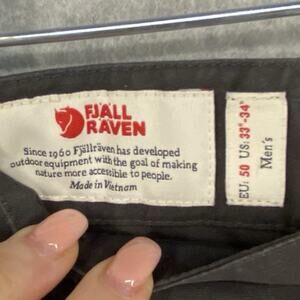 FJÄLL
RÄVEN
Since 1960 Fjällräven has developed
outdoor equipment with the goal of making
nature more accessible to people.
Made in Vietnam
EU: 50 US: 33"-34"
Men's